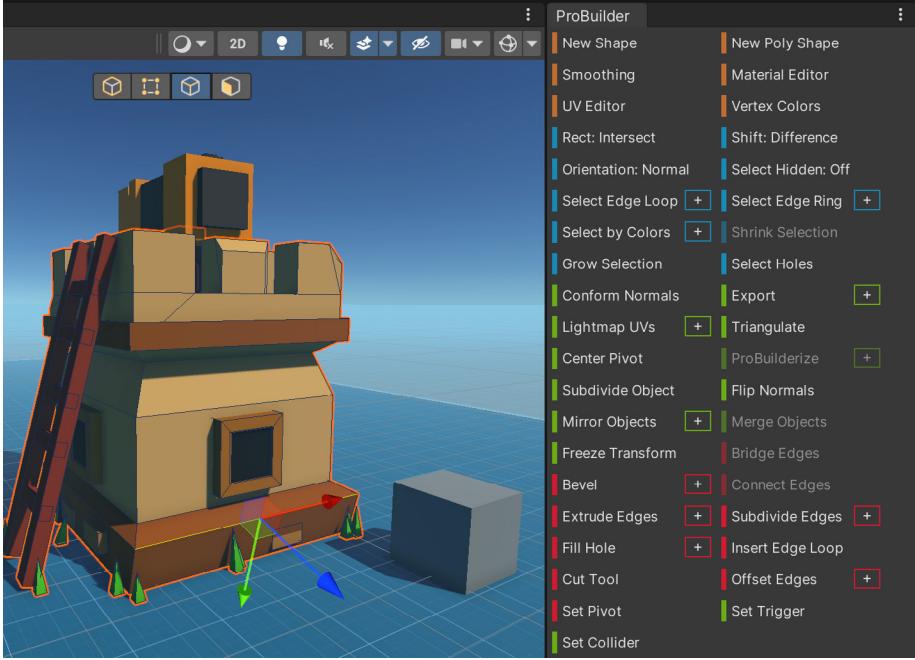 ProBuilder
2D
New Shape
New Poly Shape
Smoothing
Material Editor
UV Editor
Vertex Colors
Rect: Intersect
Shift: Difference
Orientation: Normal
Select Hidden: Off
Select Edge Loop +
Select Edge Ring +
Select by Colors +
Shrink Selection
Grow Selection
Select Holes
Conform Normals
Export +
Lightmap UVs +
Triangulate
Center Pivot
ProBuilderize +
Subdivide Object
Flip Normals
Mirror Objects +
Merge Objects
Freeze Transform
Bridge Edges
Bevel +
Connect Edges
Extrude Edges +
Subdivide Edges +
Fill Hole +
Insert Edge Loop
Cut Tool
Offset Edges +
Set Pivot
Set Trigger
Set Collider